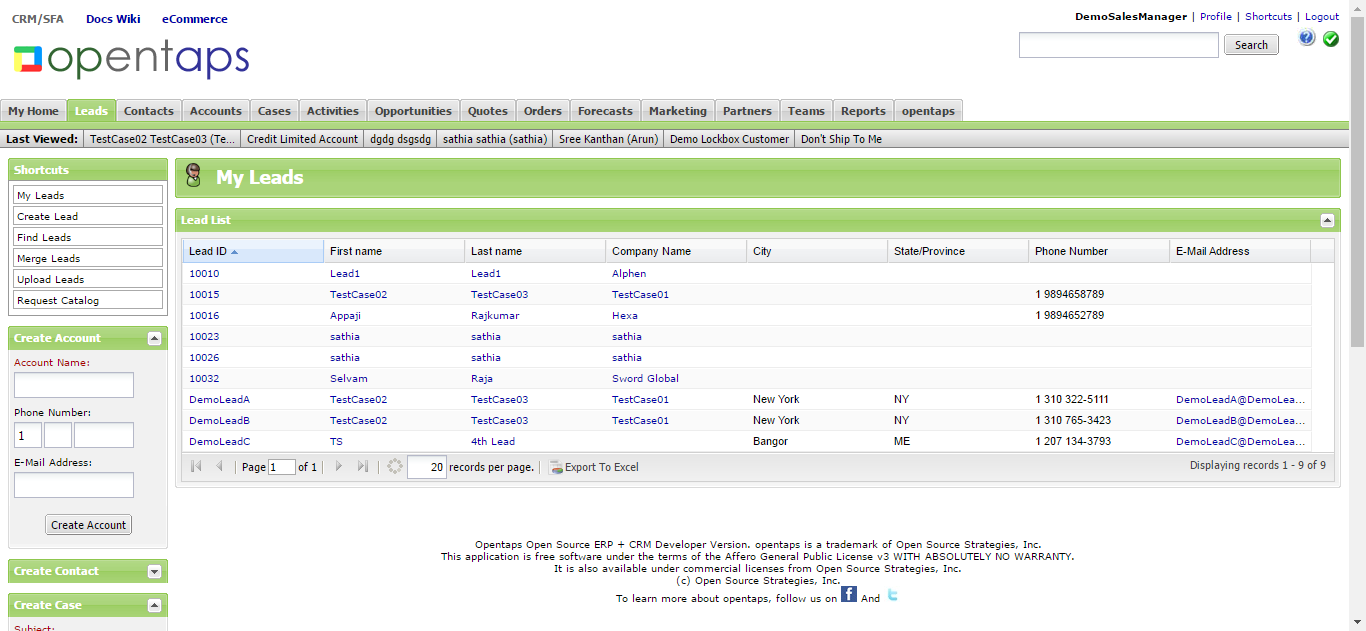 CRM/SFA Docs Wiki eCommerce
DemoSalesManager | Profile | Shortcuts | Logout
opentaps
Search
My Home Leads Contacts Accounts Cases Activities Opportunities Quotes Orders Forecasts Marketing Partners Teams Reports opentaps
Last Viewed: TestCase02 TestCase03 (Te... Credit Limited Account dgdg dsgsdg sathia sathia (sathia) Sree Kanthan (Arun) Demo Lockbox Customer Don't Ship To Me
Shortcuts
My Leads
Create Lead
Find Leads
Merge Leads
Upload Leads
Request Catalog
Create Account
Account Name:
Phone Number:
1
E-Mail Address:
Create Account
Create Contact
Create Case
Subject:
My Leads
Lead List
Lead ID First name Last name Company Name City State/Province Phone Number E-Mail Address
10010 Lead1 Lead1 Alphen
10015 TestCase02 TestCase03 TestCase01 1 9894658789
10016 Appaji Rajkumar Hexa 1 9894652789
10023 sathia sathia sathia
10026 sathia sathia sathia
10032 Selvam Raja Sword Global
DemoLeadA TestCase02 TestCase03 TestCase01 New York NY 1 310 322-5111 DemoLeadA@DemoLea...
DemoLeadB TestCase02 TestCase03 TestCase01 New York NY 1 310 765-3423 DemoLeadB@DemoLea...
DemoLeadC TS 4th Lead Bangor ME 1 207 134-3793 DemoLeadC@DemoLea...
Page 1 of 1 20 records per page. Export To Excel Displaying records 1 - 9 of 9
Opentaps Open Source ERP + CRM Developer Version. opentaps is a trademark of Open Source Strategies, Inc.
This application is free software under the terms of the Affero General Public License v3 WITH ABSOLUTELY NO WARRANTY.
It is also available under commercial licenses from Open Source Strategies, Inc.
(c) Open Source Strategies, Inc.
To learn more about opentaps, follow us on f And t